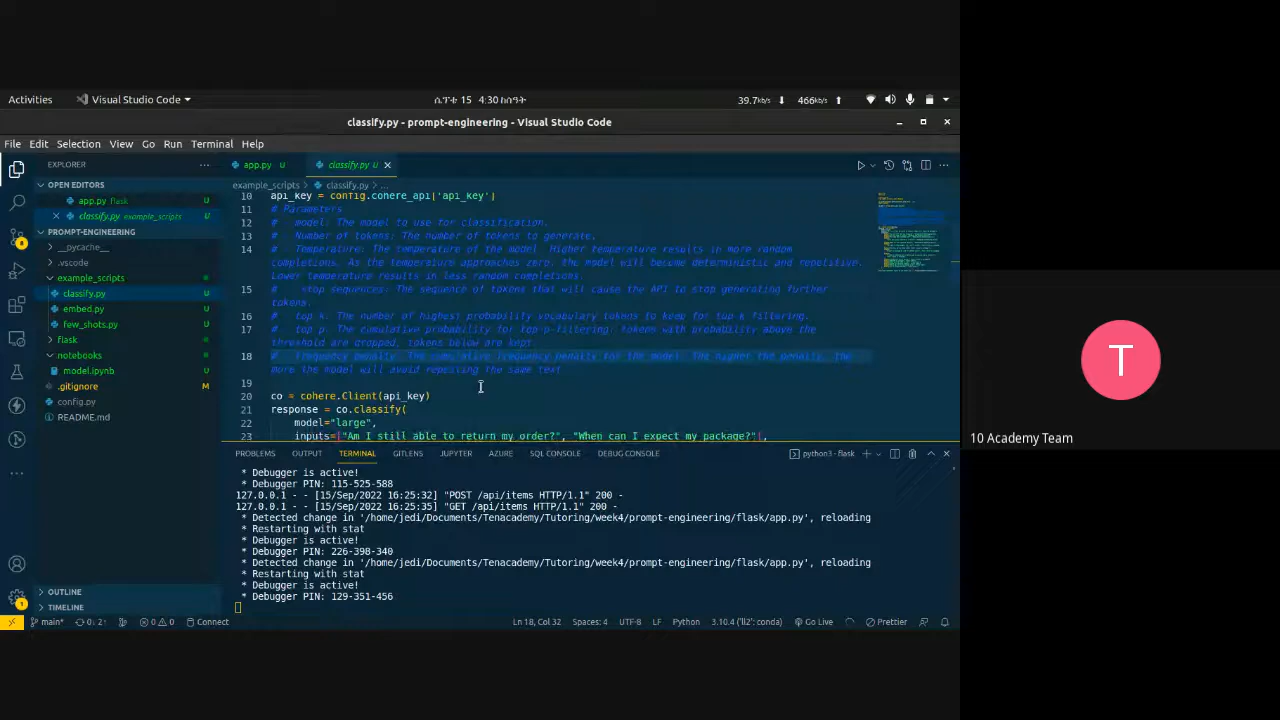 Activities
Visual Studio Code
ሴፕቴ 15 4:30 ከሰዓት
39.7kb/s
466kb/s
classify.py - prompt-engineering - Visual Studio Code
File Edit Selection View Go Run Terminal Help
EXPLORER
OPEN EDITORS
app.py flask U
classify.py example_scripts U
PROMPT-ENGINEERING
__pycache__
.vscode
example_scripts
classify.py U
embed.py U
few_shots.py U
flask
notebooks
model.ipynb U
.gitignore M
config.py
README.md
OUTLINE
TIMELINE
app.py U
classify.py U
example_scripts > classify.py > ...
10 api_key = config.cohere_api['api_key']
11 # Parameters
12 # model: The model to use for classification.
13 # Number of tokens: The number of tokens to generate.
14 # Temperature: The temperature of the model. Higher temperature results in more random
completions. As the temperature approaches zero, the model will become deterministic and repetitive.
Lower temperature results in less random completions.
15 # stop sequences: The sequence of tokens that will cause the API to stop generating further
tokens.
16 # top k: The number of highest probability vocabulary tokens to keep for top k filtering.
17 # top p: The cumulative probability for top-p-filtering: tokens with probability above the
threshold are dropped, tokens below are kept.
18 # Frequency penalty: The cumulative frequency penalty for the model. The higher the penalty, the
more the model will avoid repeating the same text
19
20 co = cohere.Client(api_key)
21 response = co.classify(
22 model="large",
23 inputs=["Am I still able to return my order?", "When can I expect my package?"],
PROBLEMS OUTPUT TERMINAL GITLENS JUPYTER AZURE SQL CONSOLE DEBUG CONSOLE
python3 - flask
* Debugger is active!
* Debugger PIN: 115-525-588
127.0.0.1 - - [15/Sep/2022 16:25:32] "POST /api/items HTTP/1.1" 200 -
127.0.0.1 - - [15/Sep/2022 16:25:35] "GET /api/items HTTP/1.1" 200 -
* Detected change in '/home/jedi/Documents/Tenacademy/Tutoring/week4/prompt-engineering/flask/app.py', reloading
* Restarting with stat
* Debugger is active!
* Debugger PIN: 226-398-340
* Detected change in '/home/jedi/Documents/Tenacademy/Tutoring/week4/prompt-engineering/flask/app.py', reloading
* Restarting with stat
* Debugger is active!
* Debugger PIN: 129-351-456
main* 0↓ 2↑ 0 0 Connect
Ln 18, Col 32 Spaces: 4 UTF-8 LF Python 3.10.4 ('ll2': conda) Go Live Prettier
T
10 Academy Team